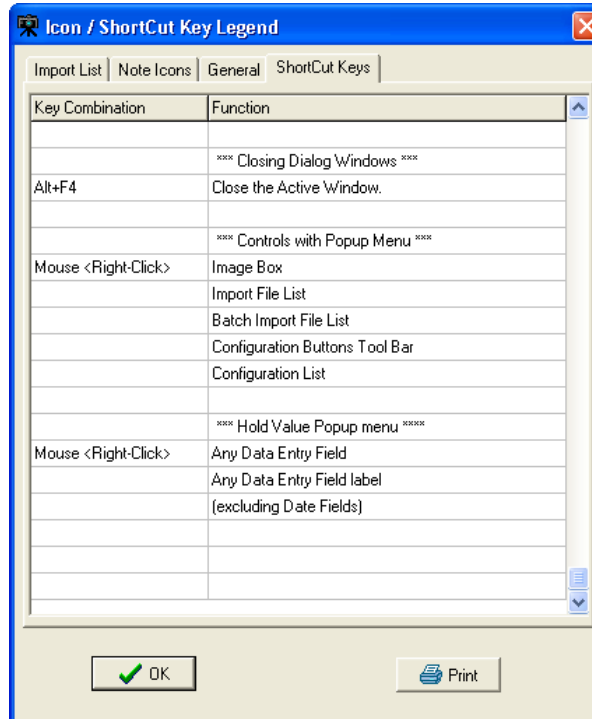 Icon / ShortCut Key Legend
Import List Note Icons General ShortCut Keys
Key Combination Function
*** Closing Dialog Windows ***
Alt+F4 Close the Active Window.
*** Controls with Popup Menu ***
Mouse <Right-Click> Image Box
Import File List
Batch Import File List
Configuration Buttons Tool Bar
Configuration List
*** Hold Value Popup menu ****
Mouse <Right-Click> Any Data Entry Field
Any Data Entry Field label
(excluding Date Fields)
OK Print